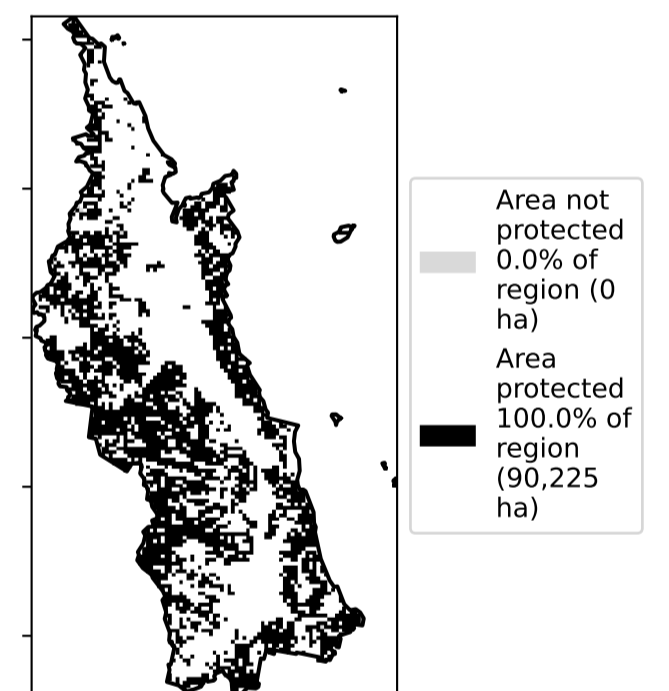 Area not
protected
0.0% of
region (0
ha)
Area
protected
100.0% of
region
(90,225
ha)